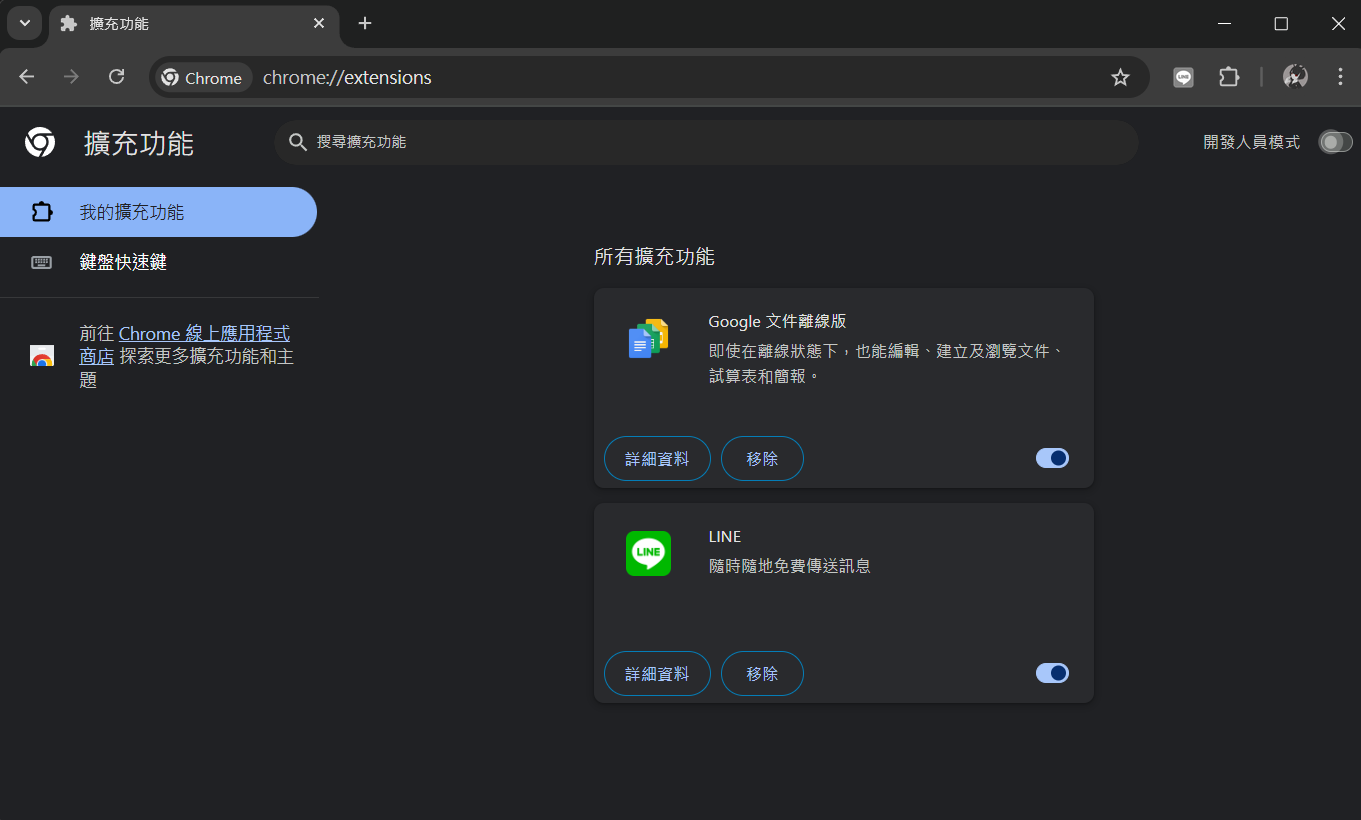 擴充功能
Chrome
chrome://extensions
LINE
擴充功能
搜尋擴充功能
開發人員模式
我的擴充功能
鍵盤快速鍵
前往 Chrome 線上應用程式
商店 探索更多擴充功能和主
題
所有擴充功能
Google 文件離線版
即使在離線狀態下，也能編輯、建立及瀏覽文件、
試算表和簡報。
詳細資料
移除
LINE
LINE
隨時隨地免費傳送訊息
詳細資料
移除